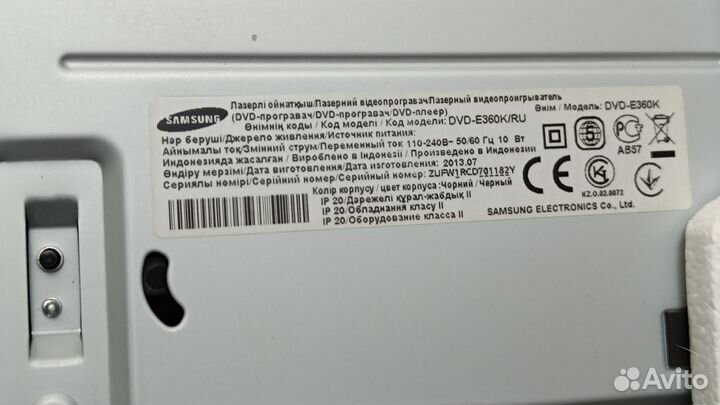 SAMSUNG
Лазерлі ойнатқыш/Лазерний відеопрогравач/Лазерный видеопроигрыватель
(DVD-програвач/DVD-програвач/DVD-плеер) Өнім / Модель: DVD-E360K
Өнімнің коды / Код моделі / Код модели: DVD-E360K/RU
Нәр беруші/Джерело живлення/Источник питания:
Айнымалы ток/Змінний струм/Переменный ток 110-240В~ 50/60 Гц 10 Вт
Индонезияда жасалған / Вироблено в Індонезії / Произведено в Индонезии
Өндіру мерзімі/Дата виготовлення/Дата изготовления: 2013.07
Сериялы нөмірі/Серійний номер/Серийный номер: ZUFW1RCD701182Y
Колір корпусу / цвет корпуса: Чорний / Черный
IP 20/Дәрежелі құрал-жабдық II
IP 20/Обладнання класу II
IP 20/Оборудование класса II
5
АВ57
CE
KZ.O.02.0072
SAMSUNG ELECTRONICS Co., Ltd.
Avito